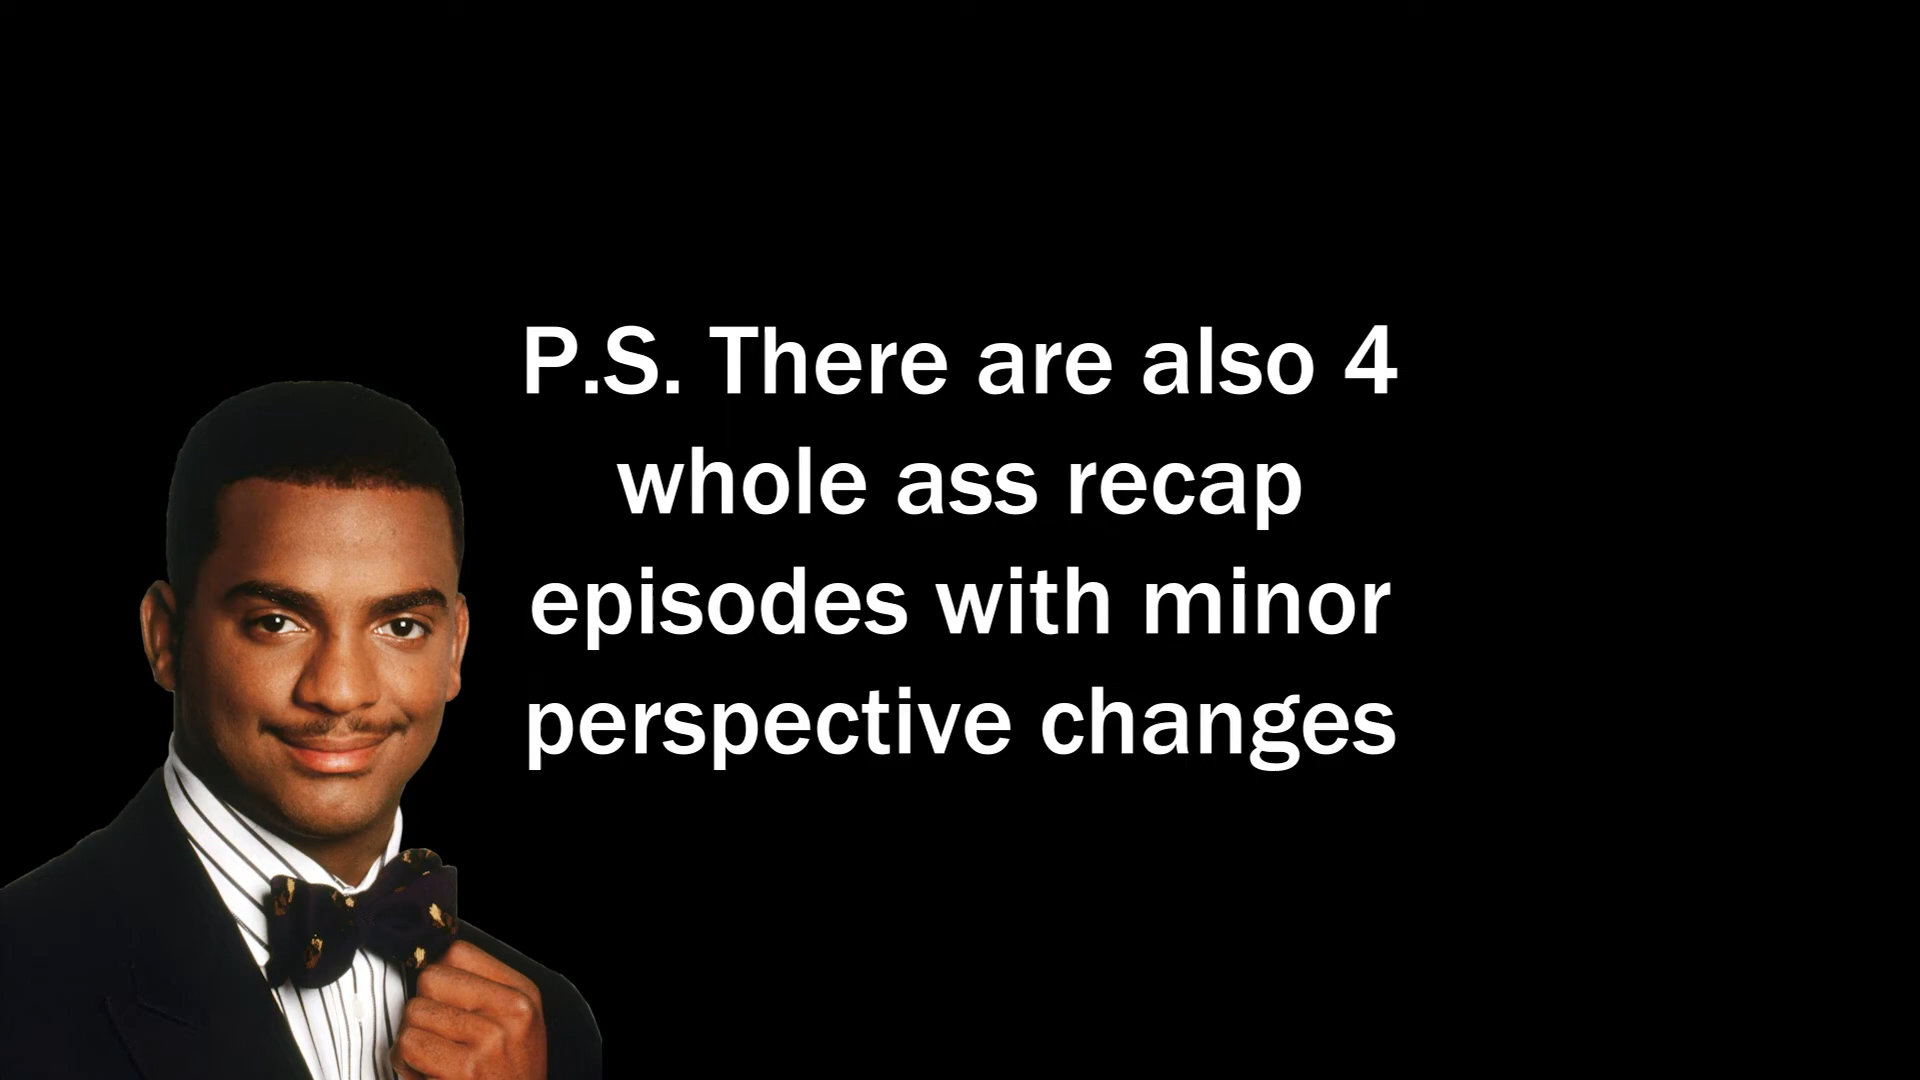 P.S. There are also 4
whole ass recap
episodes with minor
perspective changes